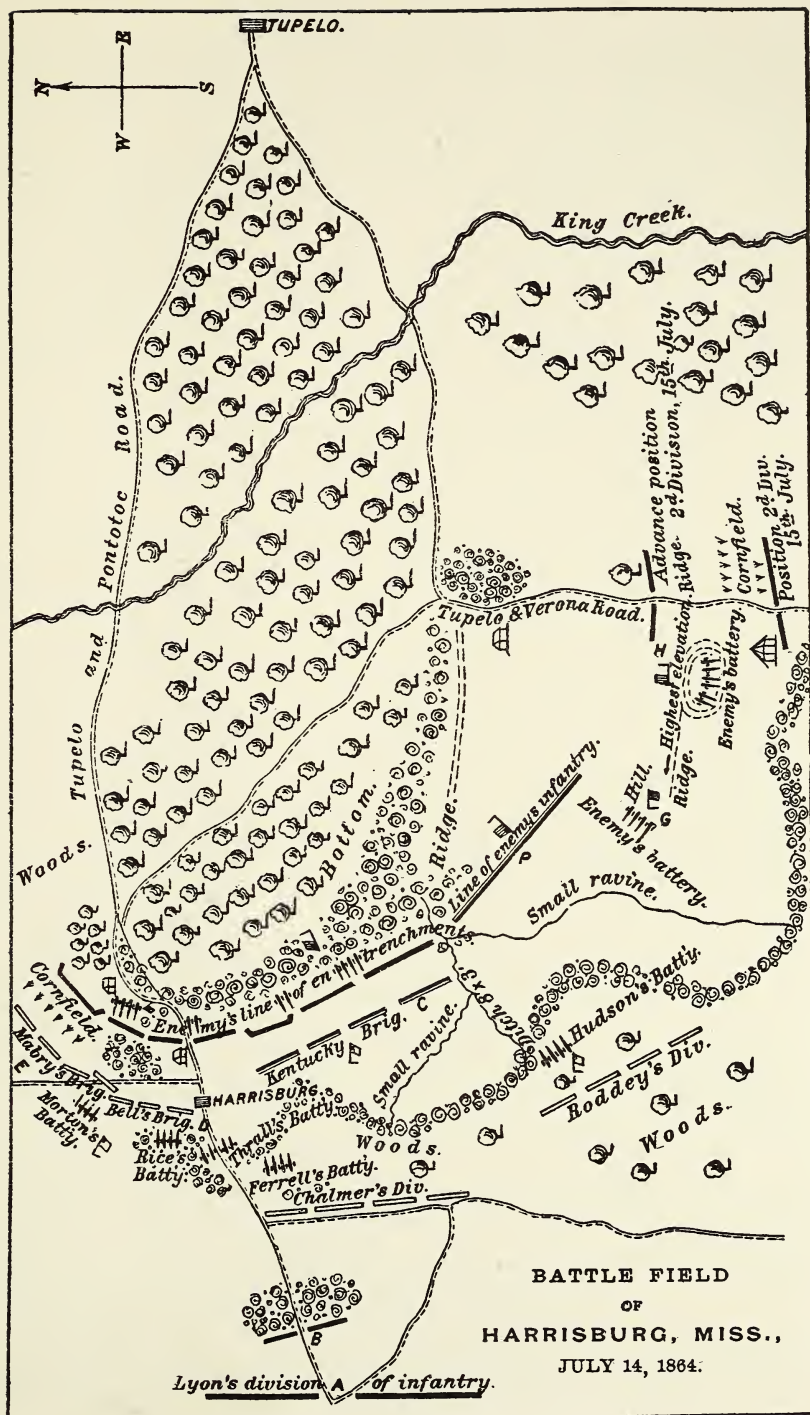 TUPELO.
E
N
S
W
King Creek.
Tupelo and Pontotoc Road.
Advance position
2d Division, 15th July.
Cornfield.
Position 2d Div.
15th July.
Tupelo & Verona Road.
H
Highest elevation Ridge.
Enemy's battery.
Ridge.
Hill.
G
Enemy's battery.
Woods.
Bottom.
Ridge.
Line of enemy's infantry.
P
Small ravine.
Cornfield.
Enemy's line of entrenchments
Ditch 8x3.
Kentucky Brig. C
Small ravine.
Hudson's Batty.
Mabry's Brig.
E
Bell's Brig. D
HARRISBURG
Morton's
Batty.
Rice's
Batty.
Thrall's Batty.
Woods.
Roddey's Div.
Woods.
Ferrell's Batty.
Chalmer's Div.
B
Lyon's division A of infantry.
BATTLE FIELD
OF
HARRISBURG, MISS.,
JULY 14, 1864.